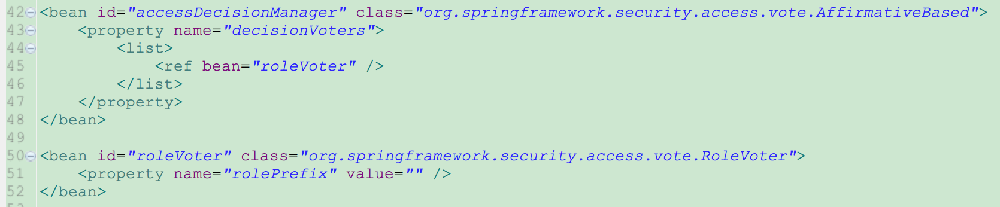 42 <bean id="accessDecisionManager" class="org.springframework.security.access.vote.AffirmativeBased">
43     <property name="decisionVoters">
44         <list>
45             <ref bean="roleVoter" />
46         </list>
47     </property>
48 </bean>
49
50 <bean id="roleVoter" class="org.springframework.security.access.vote.RoleVoter">
51     <property name="rolePrefix" value="" />
52 </bean>